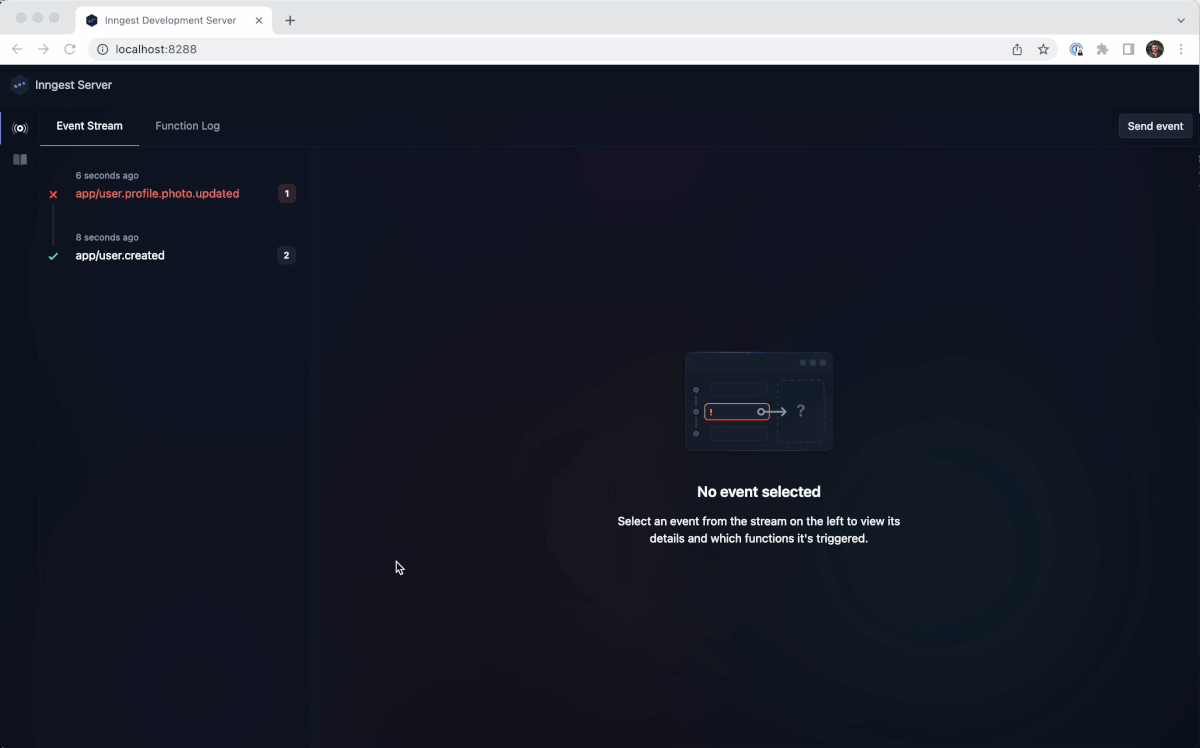 Inngest Development Server
localhost:8288
Inngest Server
Event Stream
Function Log
Send event
6 seconds ago
app/user.profile.photo.updated
1
8 seconds ago
app/user.created
2
!
?
No event selected
Select an event from the stream on the left to view its
details and which functions it's triggered.